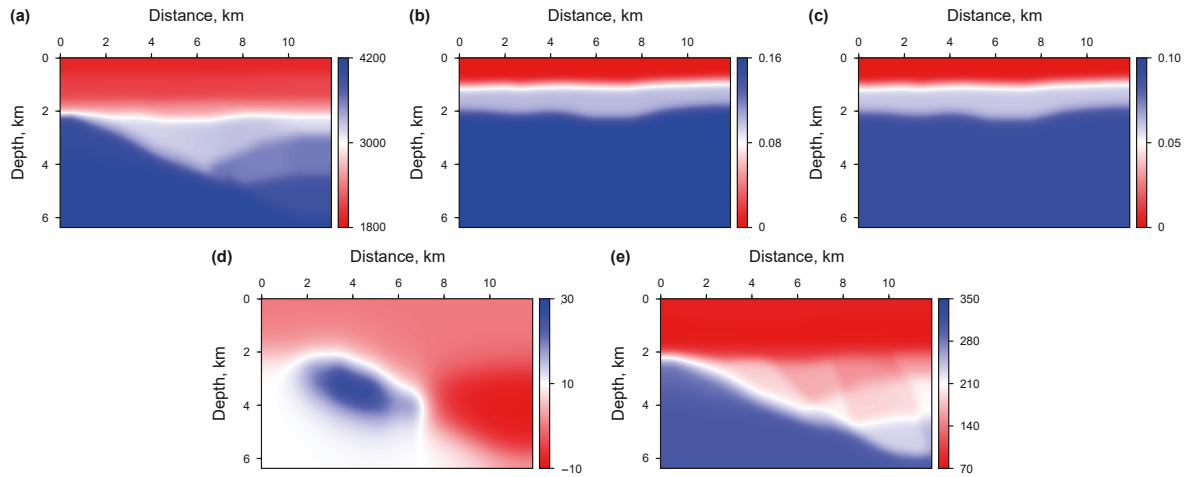 (a) Distance, km
0 2 4 6 8 10
Depth, km
0
2
4
6
4200
3000
1800
(b) Distance, km
0 2 4 6 8 10
Depth, km
0
2
4
6
0.16
0.08
0
(c) Distance, km
0 2 4 6 8 10
Depth, km
0
2
4
6
0.10
0.05
0
(d) Distance, km
0 2 4 6 8 10
Depth, km
0
2
4
6
30
10
−10
(e) Distance, km
0 2 4 6 8 10
Depth, km
0
2
4
6
350
280
210
140
70